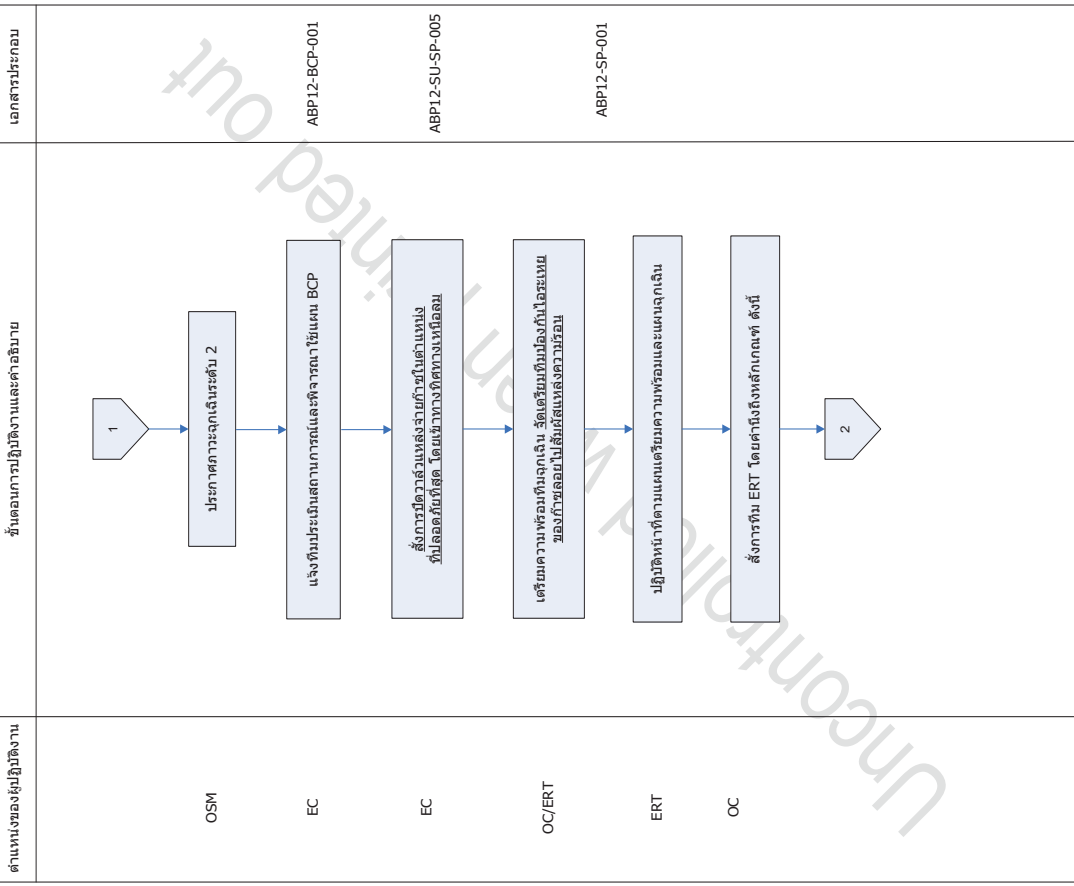 ตำแหน่งของผู้ปฏิบัติงาน
ขั้นตอนการปฏิบัติงานและคำอธิบาย
เอกสารประกอบ
1
OSM
ประกาศภาวะฉุกเฉินระดับ 2
EC
แจ้งทีมประเมินสถานการณ์และพิจารณาใช้แผน BCP
ABP12-BCP-001
EC
สั่งการปิดวาล์วแหล่งจ่ายก๊าซในตำแหน่ง
ที่ปลอดภัยที่สุด โดยเข้าทางทิศทางเหนือลม
ABP12-SU-SP-005
OC/ERT
เตรียมความพร้อมทีมฉุกเฉิน จัดเตรียมทีมป้องกันไอระเหย
ของก๊าซลอยไปสัมผัสแหล่งความร้อน
ABP12-SP-001
ERT
ปฏิบัติหน้าที่ตามแผนเตรียมความพร้อมและแผนฉุกเฉิน
OC
สั่งการทีม ERT โดยคำนึงถึงหลักเกณฑ์ ดังนี้
2
Uncontrolled when printed out